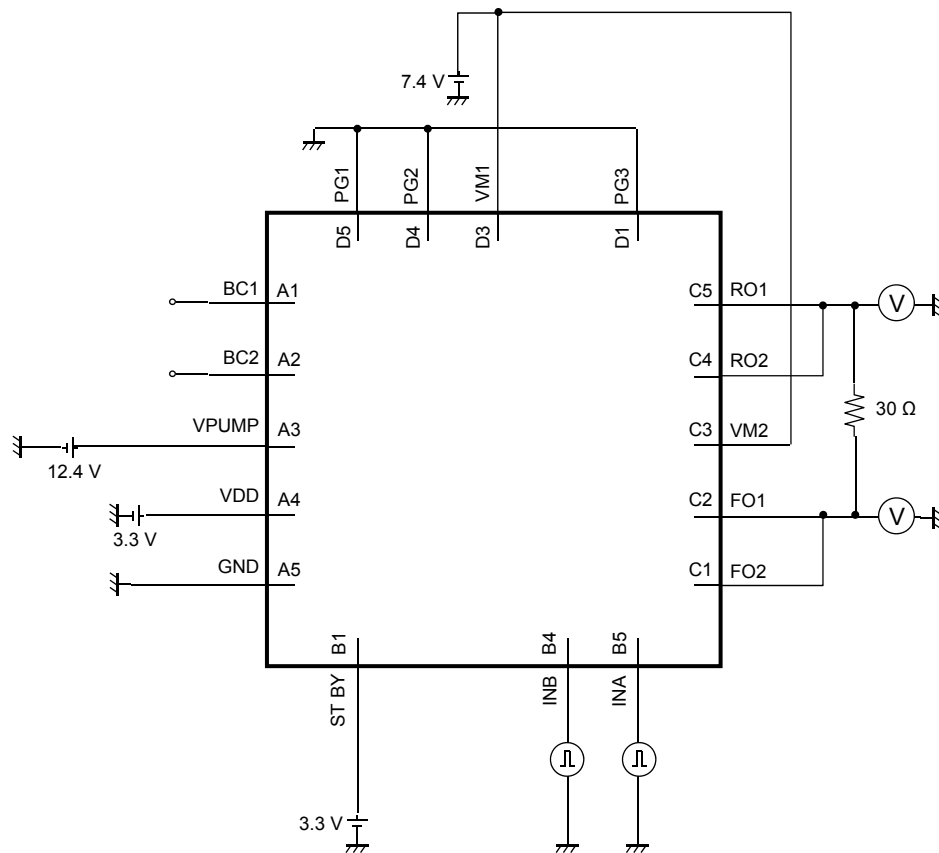 7.4 V
PG1
PG2
VM1
PG3
D5
D4
D3
D1
BC1
A1
C5
RO1
V
BC2
A2
C4
RO2
30 Ω
VPUMP
A3
C3
VM2
12.4 V
VDD
A4
C2
FO1
V
3.3 V
GND
A5
C1
FO2
B1
B4
B5
ST BY
INB
INA
3.3 V